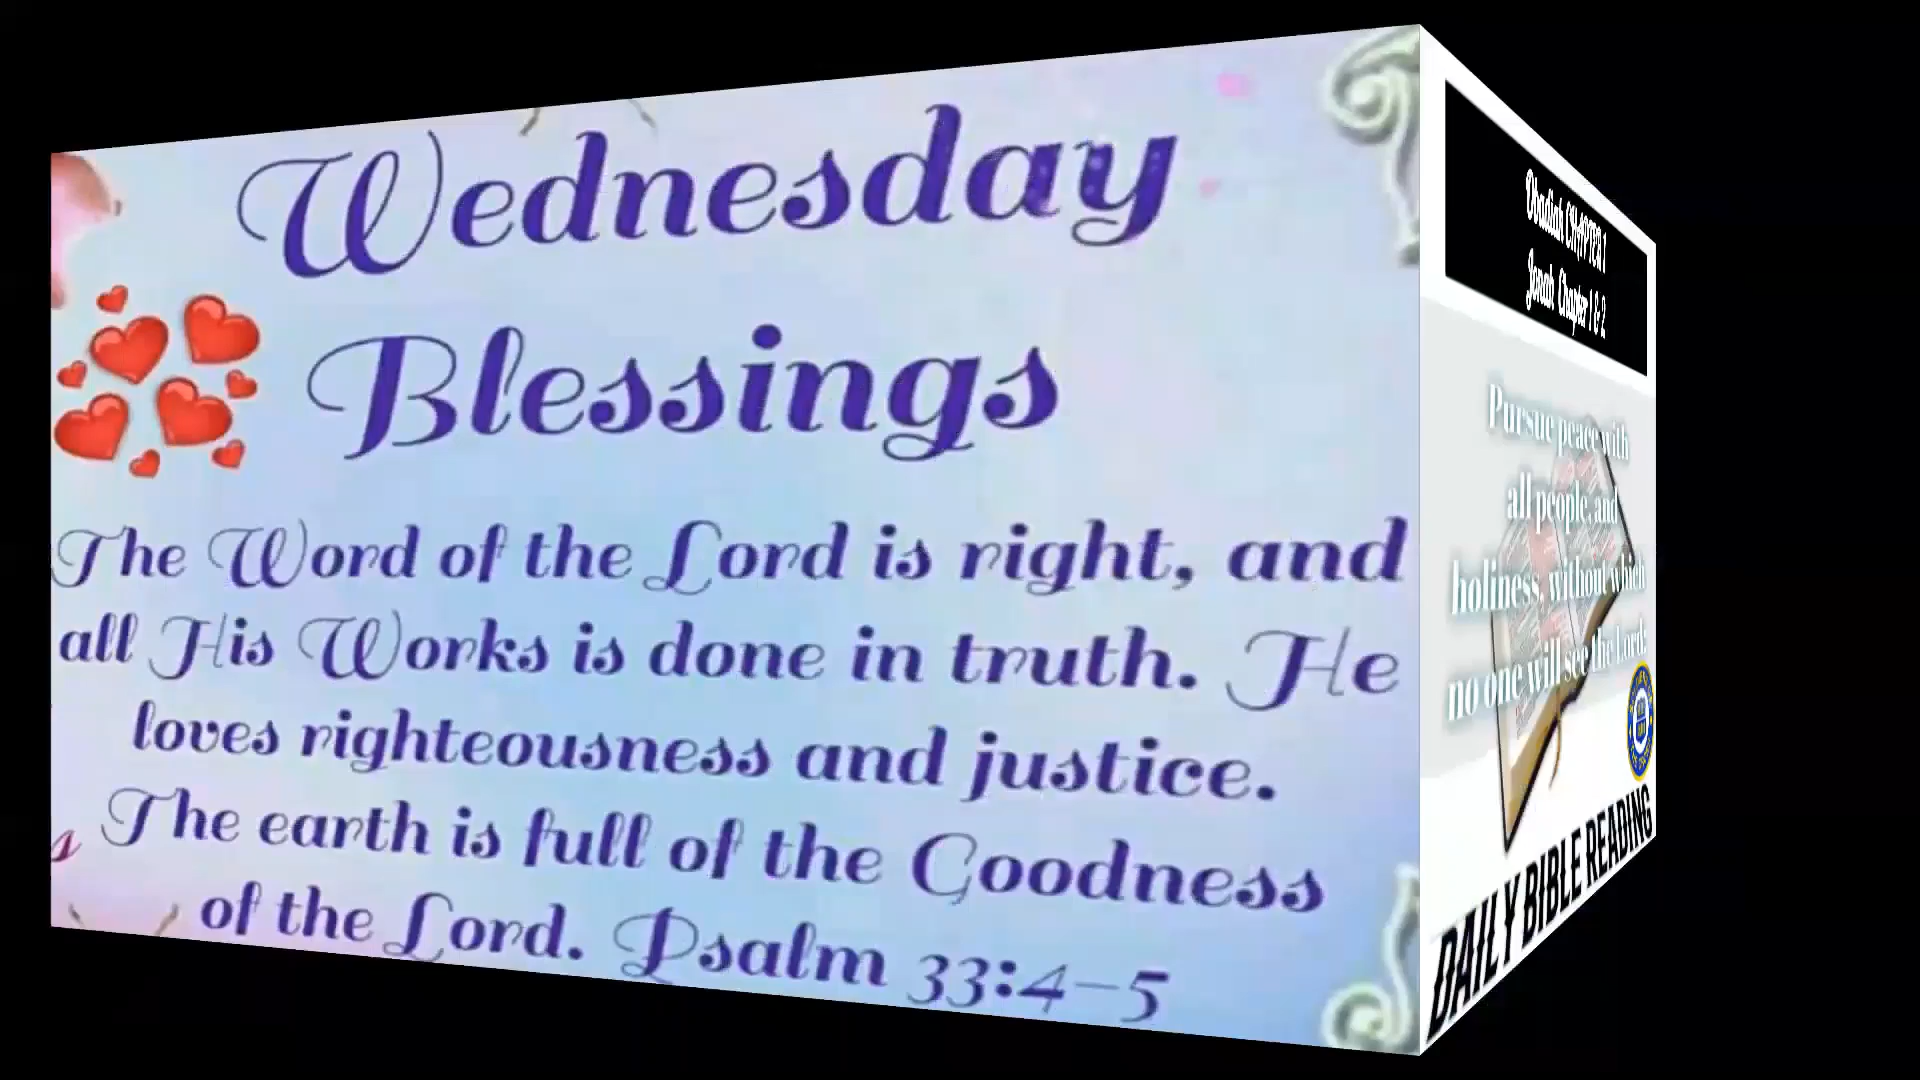 Wednesday
Blessings
The Word of the Lord is right, and
all His Works is done in truth. He
loves righteousness and justice.
The earth is full of the Goodness
of the Lord. Psalm 33:4-5
Obadiah CHAPTER 1
Jonah Chapter 1 & 2
Pursue peace with
all people, and
holiness, without which
no one will see the Lord:
DAILY BIBLE READING